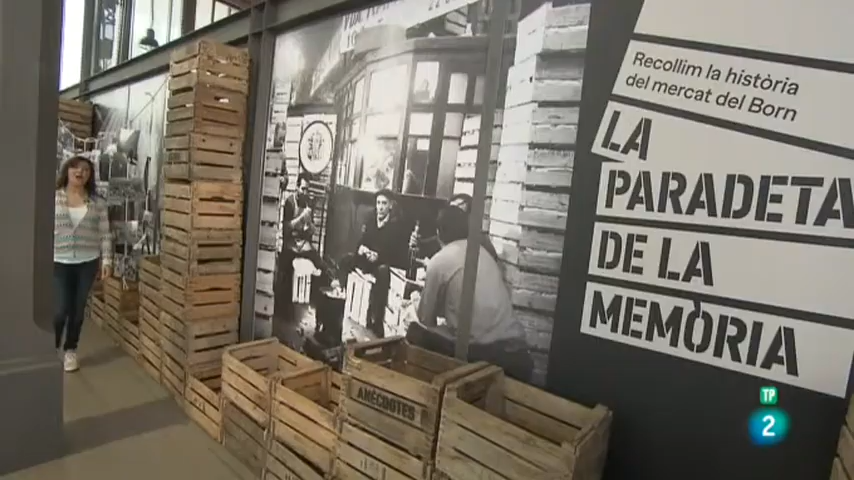 Recollim la història
del mercat del Born
LA
PARADETA
DE LA
MEMÒRIA
ANÈCDOTES
TP
2